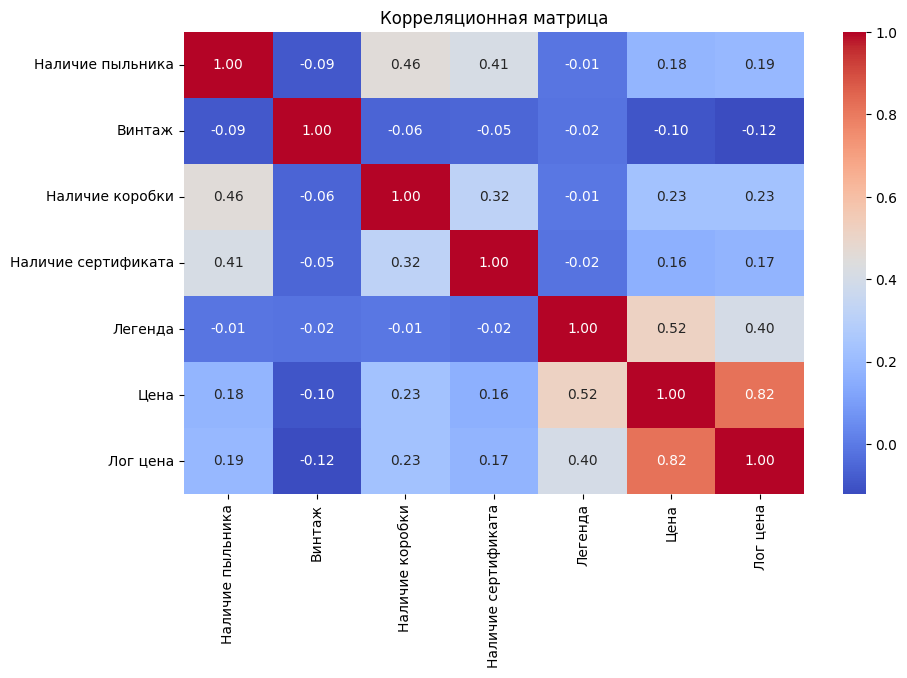 Корреляционная матрица
Наличие пыльника 1.00 -0.09 0.46 0.41 -0.01 0.18 0.19
Винтаж -0.09 1.00 -0.06 -0.05 -0.02 -0.10 -0.12
Наличие коробки 0.46 -0.06 1.00 0.32 -0.01 0.23 0.23
Наличие сертификата 0.41 -0.05 0.32 1.00 -0.02 0.16 0.17
Легенда -0.01 -0.02 -0.01 -0.02 1.00 0.52 0.40
Цена 0.18 -0.10 0.23 0.16 0.52 1.00 0.82
Лог цена 0.19 -0.12 0.23 0.17 0.40 0.82 1.00
Наличие пыльника
Винтаж
Наличие коробки
Наличие сертификата
Легенда
Цена
Лог цена
1.0
0.8
0.6
0.4
0.2
0.0